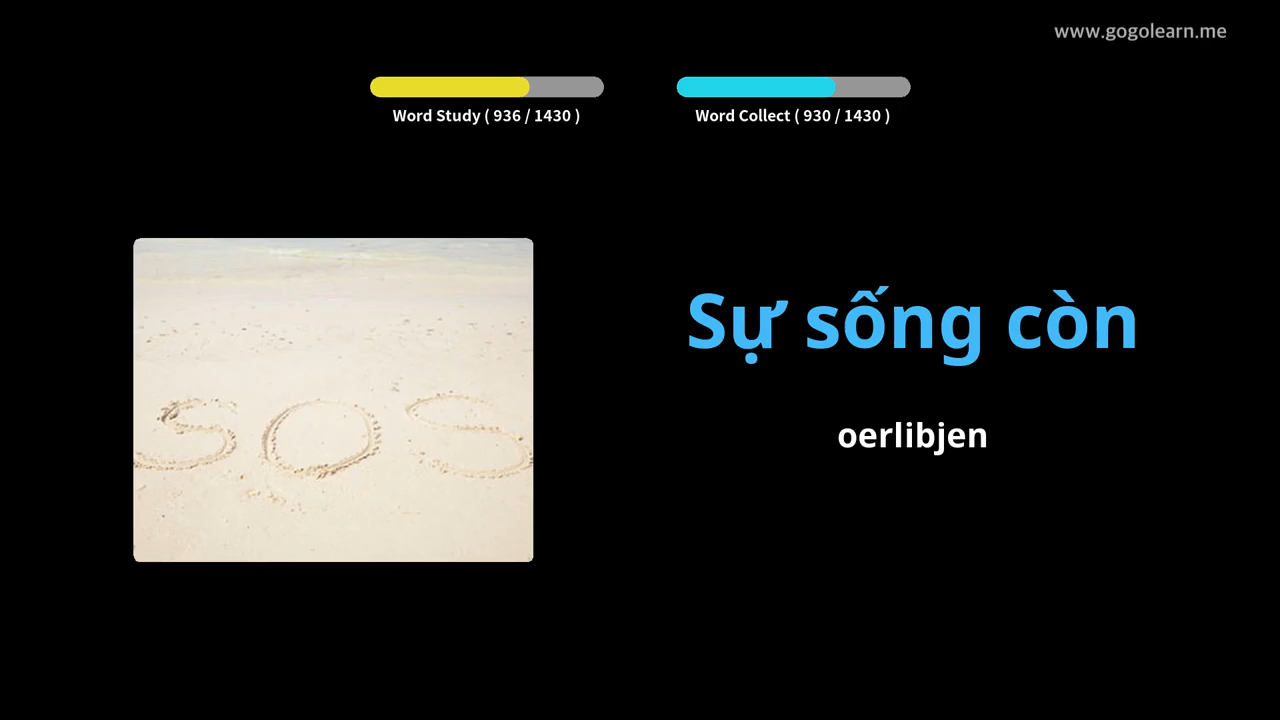 www.gogolearn.me
Word Study ( 936 / 1430 )
Word Collect ( 930 / 1430 )
Sự sống còn
oerlibjen
SOS